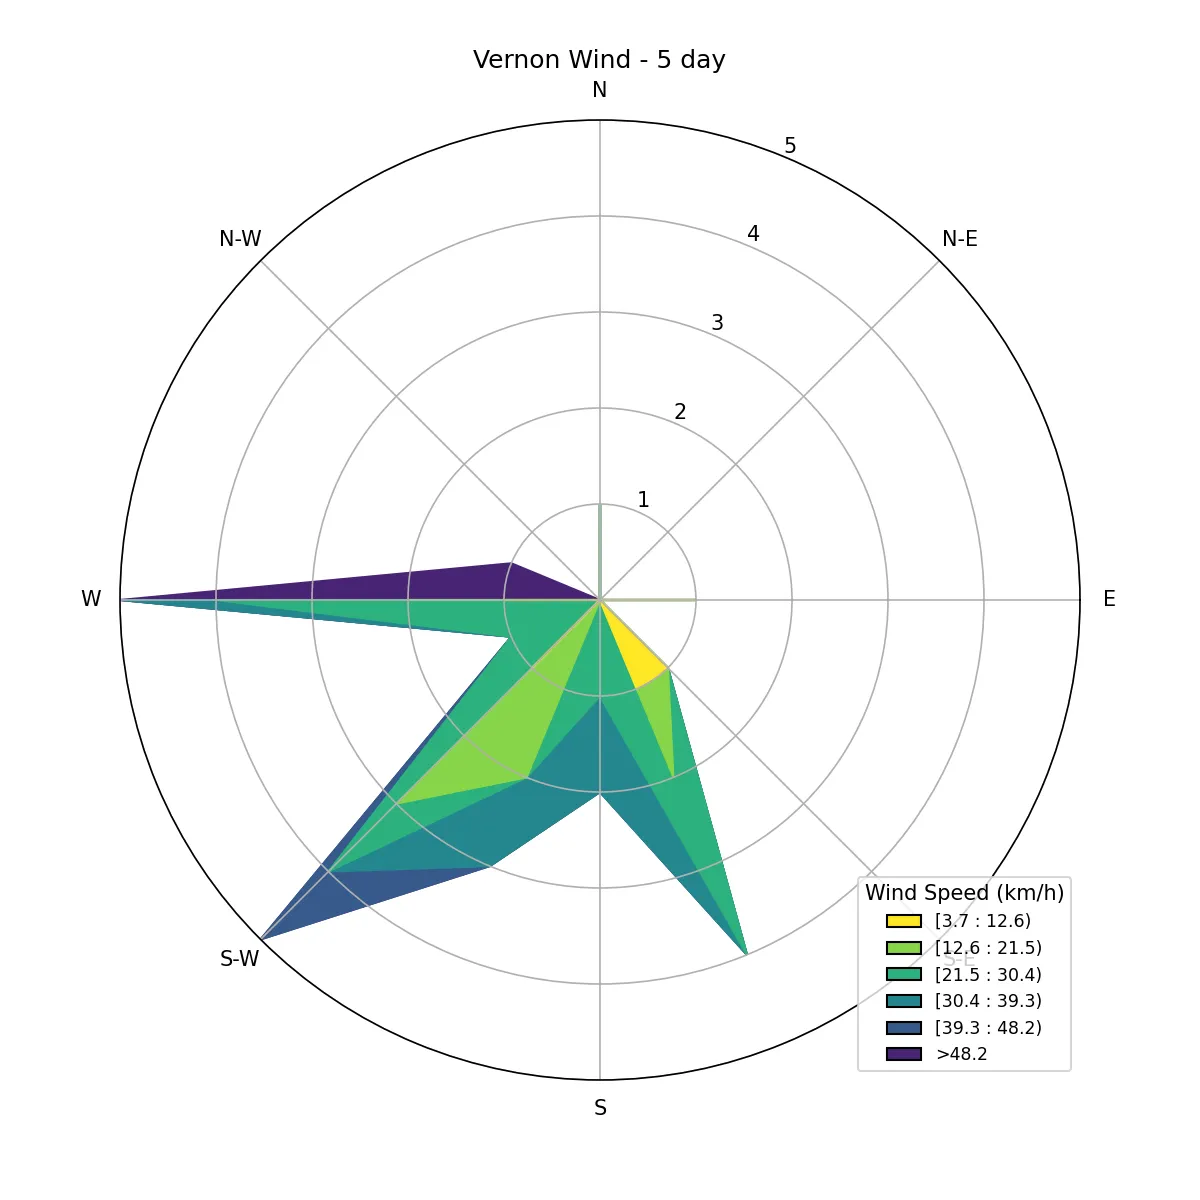 Vernon Wind - 5 day
N
5
N-W
N-E
4
3
2
1
W
E
S-W
S-E
Wind Speed (km/h)
[3.7 : 12.6)
[12.6 : 21.5)
[21.5 : 30.4)
[30.4 : 39.3)
[39.3 : 48.2)
>48.2
S